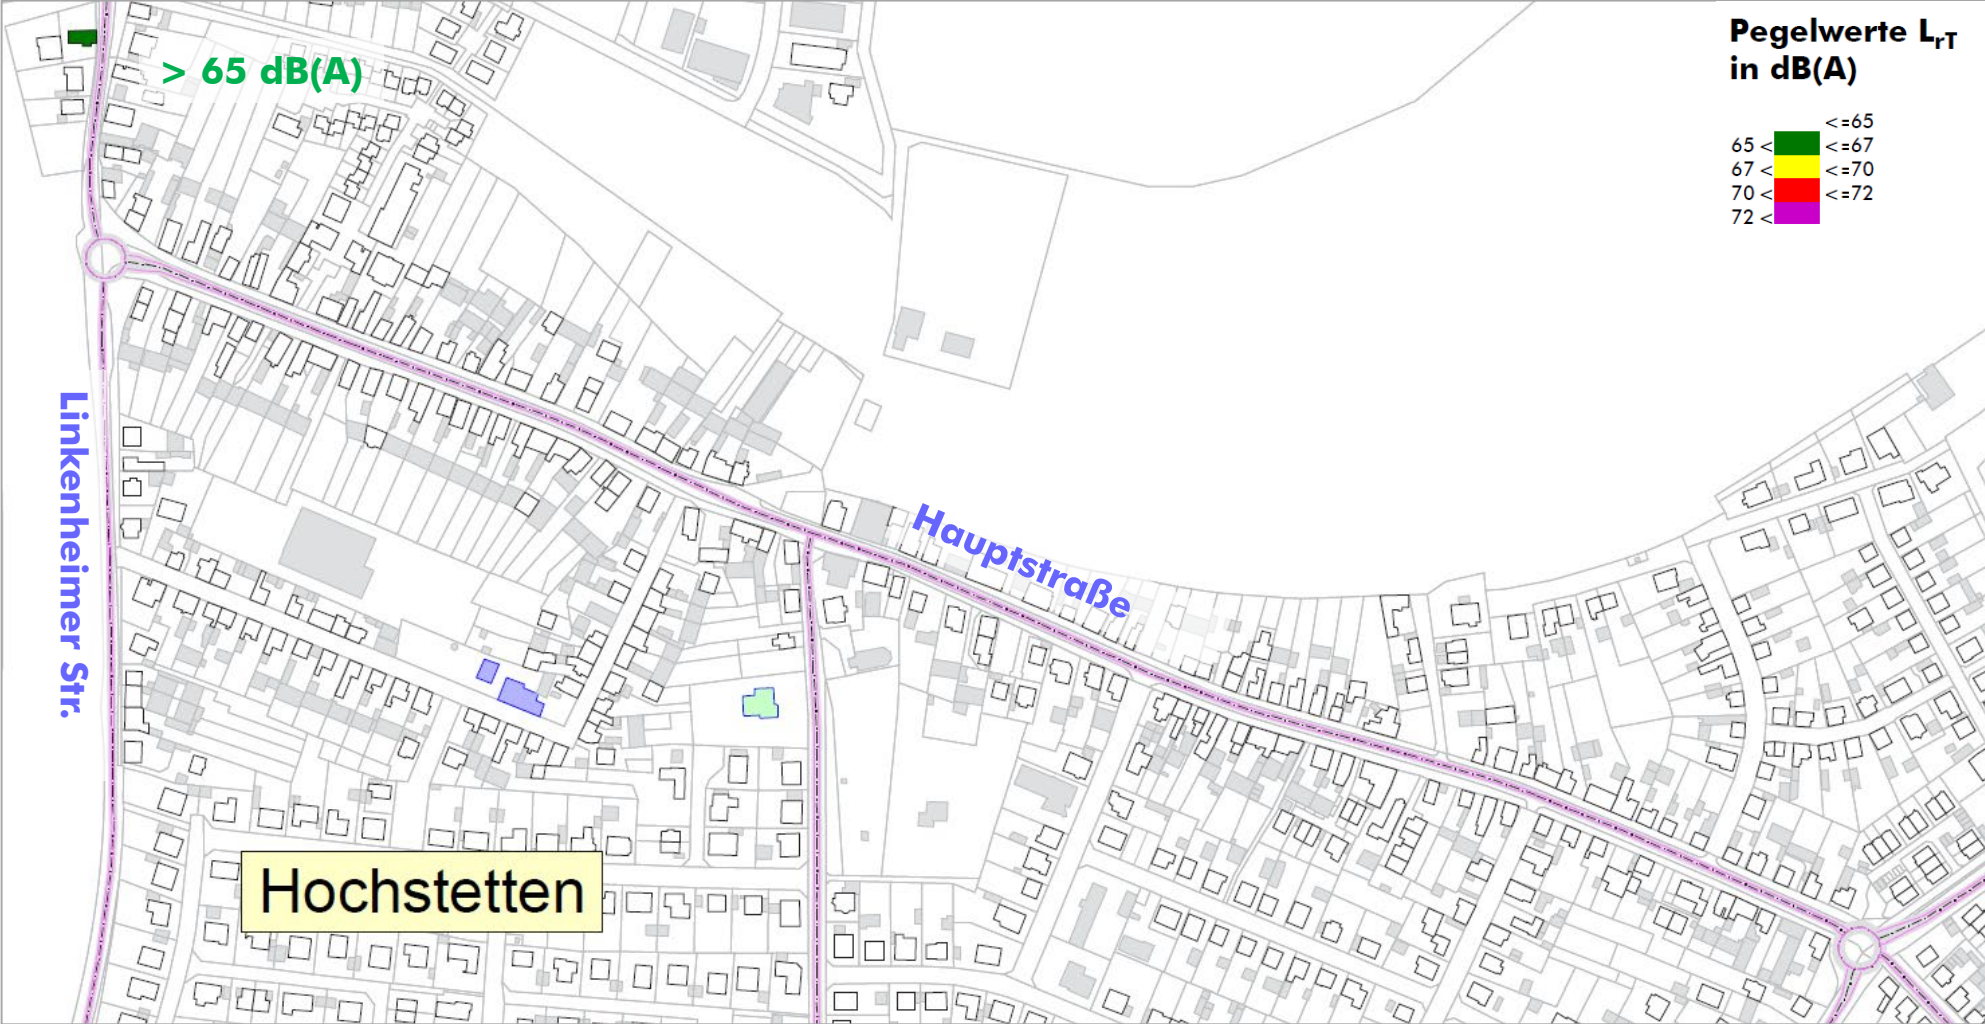 > 65 dB(A)
Pegelwerte LrT
in dB(A)
<=65
65 < <=67
67 < <=70
70 < <=72
72 <
Linkenheimer Str.
Hauptstraße
Hochstetten